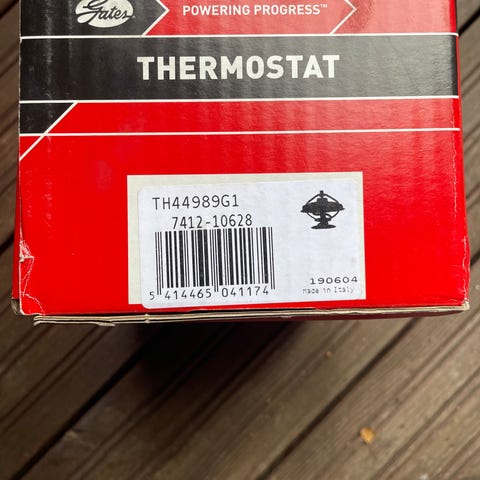 Gates
POWERING PROGRESS™
THERMOSTAT
TH44989G1
7412-10628
5 414465 041174
190604
Made in Italy